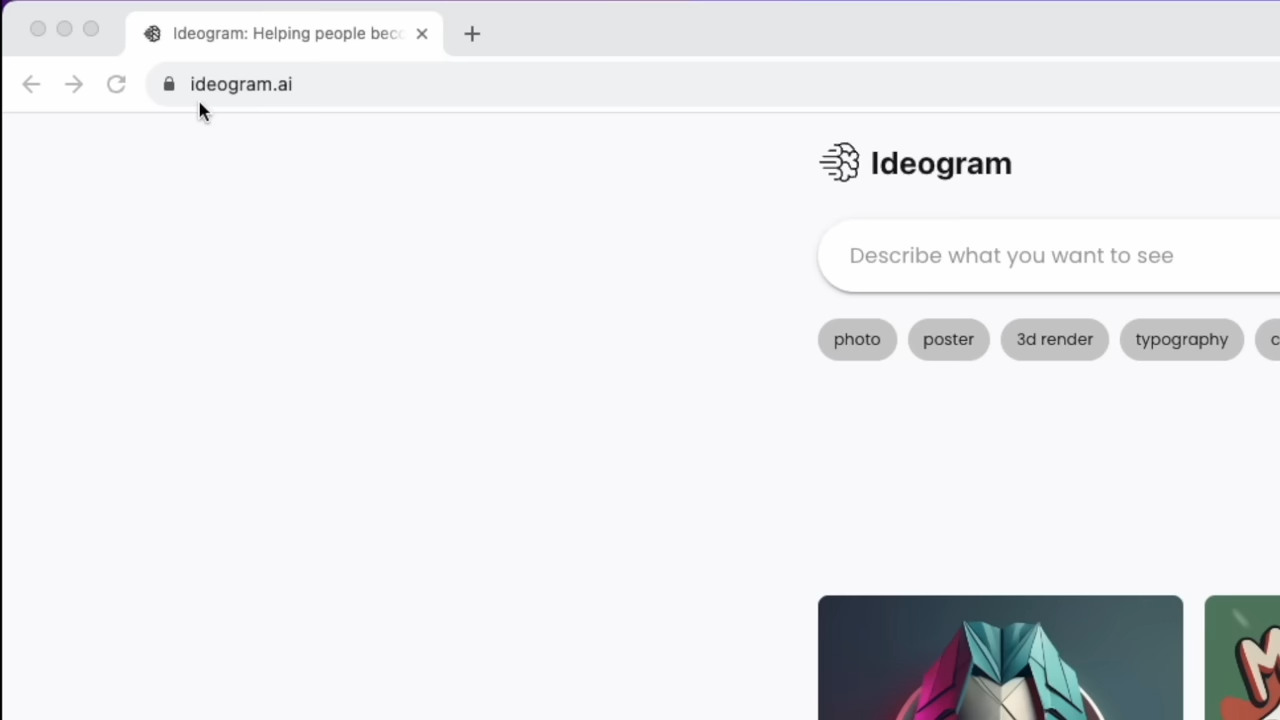 Ideogram: Helping people bec
ideogram.ai
Ideogram
Describe what you want to see
photo
poster
3d render
typography